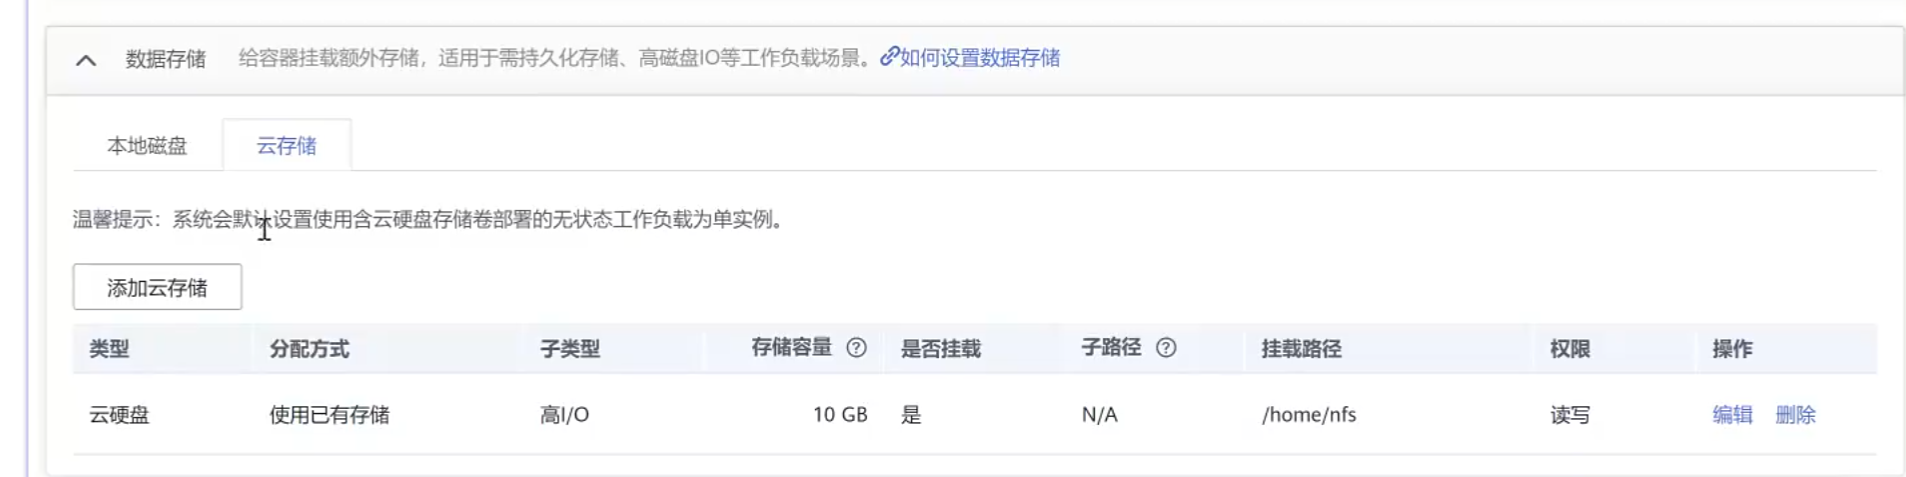 数据存储 给容器挂载额外存储，适用于需持久化存储、高磁盘IO等工作负载场景。如何设置数据存储
本地磁盘 云存储
温馨提示：系统会默认设置使用含云硬盘存储卷部署的无状态工作负载为单实例。
添加云存储
类型 分配方式 子类型 存储容量 ? 是否挂载 子路径 ? 挂载路径 权限 操作
云硬盘 使用已有存储 高I/O 10 GB 是 N/A /home/nfs 读写 编辑 删除